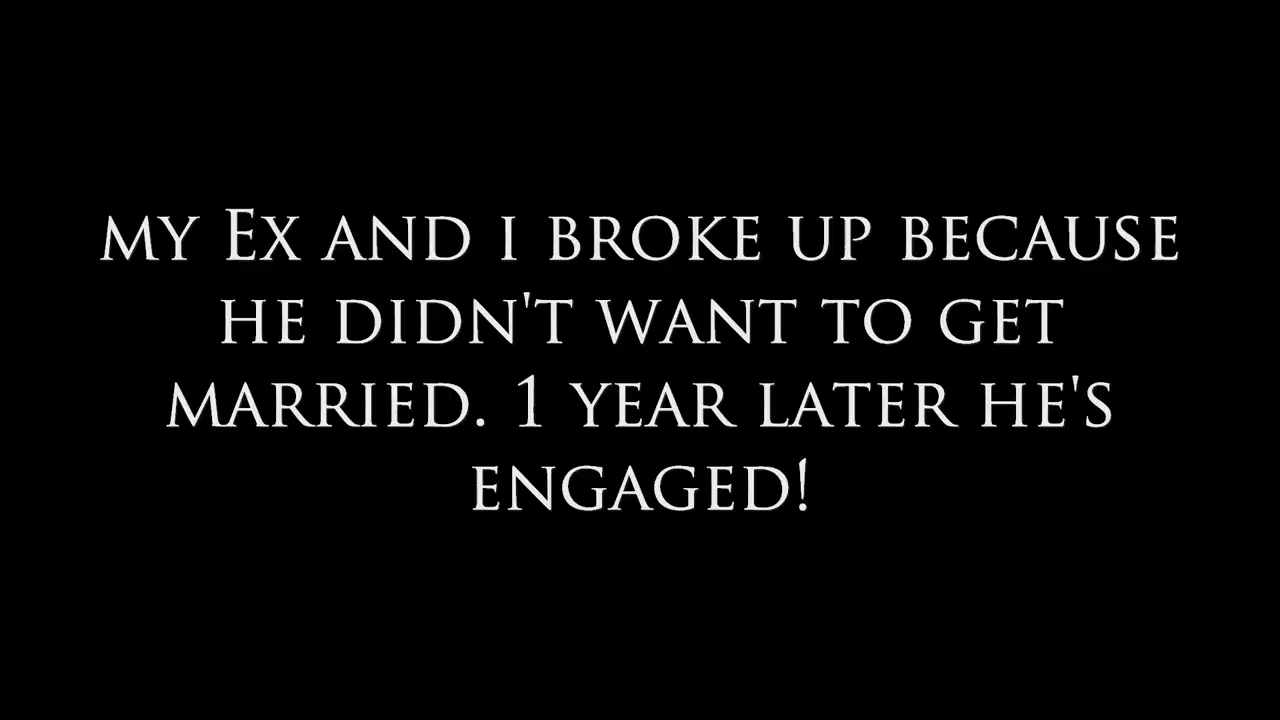 MY EX AND I BROKE UP BECAUSE
HE DIDN'T WANT TO GET
MARRIED. 1 YEAR LATER HE'S
ENGAGED!